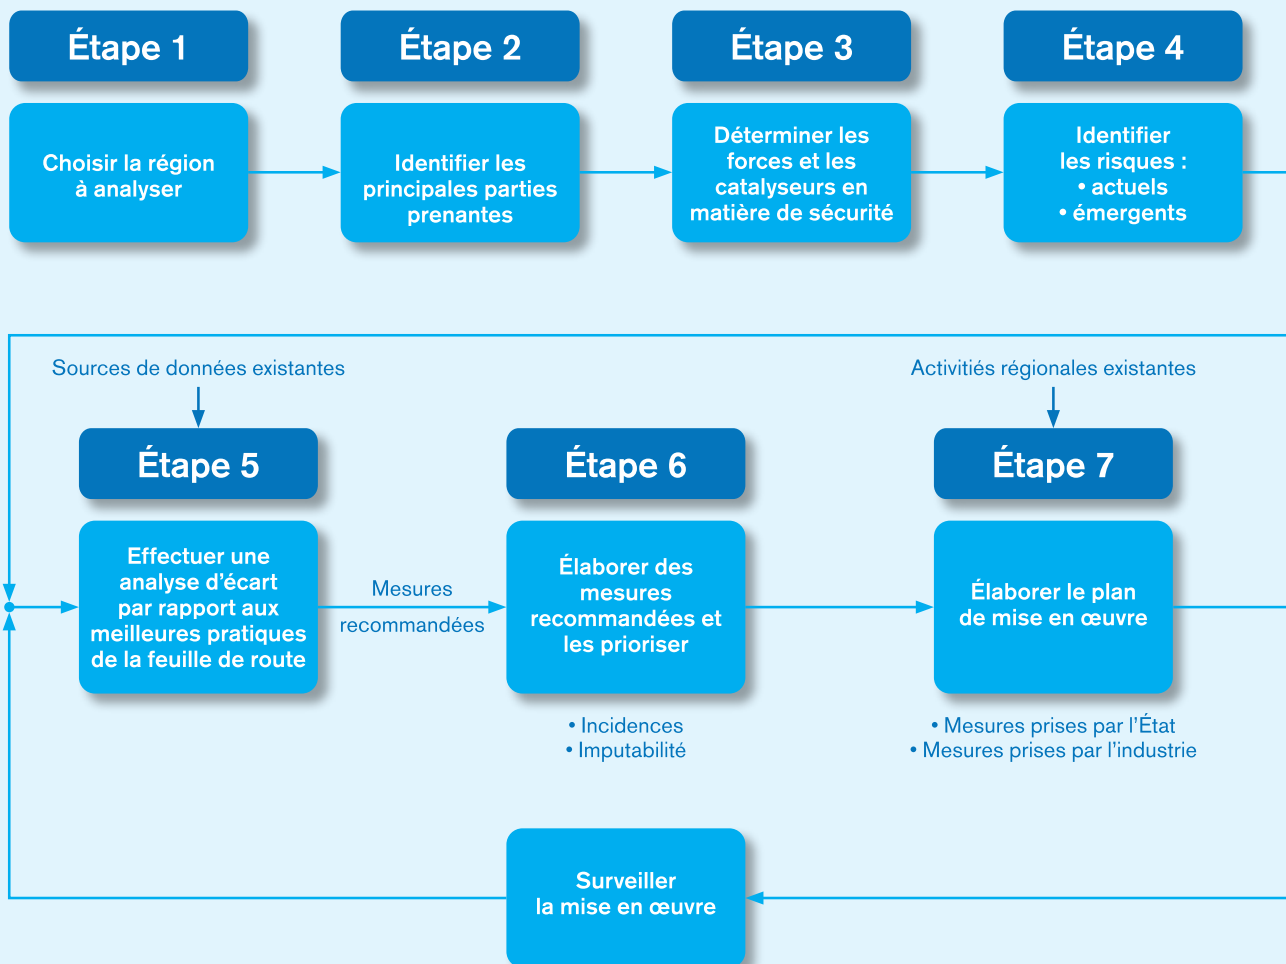 Étape 1
Étape 2
Étape 3
Étape 4
Choisir la région
à analyser
Identifier les
principales parties
prenantes
Déterminer les
forces et les
catalyseurs en
matière de sécurité
Identifier
les risques :
• actuels
• émergents
Sources de données existantes
Activitiés régionales existantes
Étape 5
Étape 6
Étape 7
Effectuer une
analyse d'écart
par rapport aux
meilleures pratiques
de la feuille de route
Mesures
recommandées
Élaborer des
mesures
recommandées et
les prioriser
Élaborer le plan
de mise en œuvre
• Incidences
• Imputabilité
• Mesures prises par l'État
• Mesures prises par l'industrie
Surveiller
la mise en œuvre